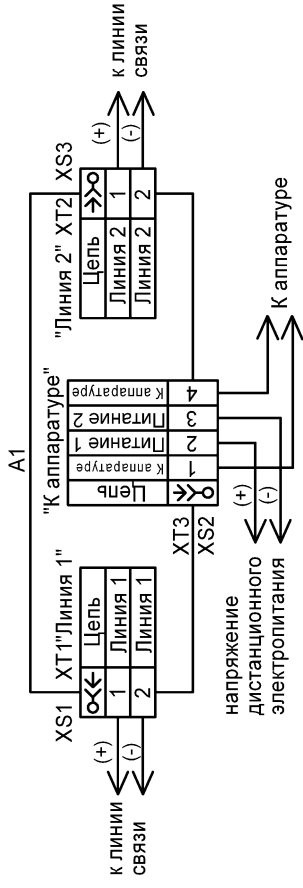 A1
XS1
XT1"Линия 1"
Цепь
1
Линия 1
2
Линия 1
(+)
(-)
к линии
связи
"К аппаратуре"
Цепь
1
К аппаратуре
2
Питание 1
3
Питание 2
4
К аппаратуре
XT3
XS2
(+)
(-)
напряжение
дистанционного
электропитания
К аппаратуре
"Линия 2"
XT2
XS3
Цепь
Линия 2
1
Линия 2
2
(+)
(-)
к линии
связи